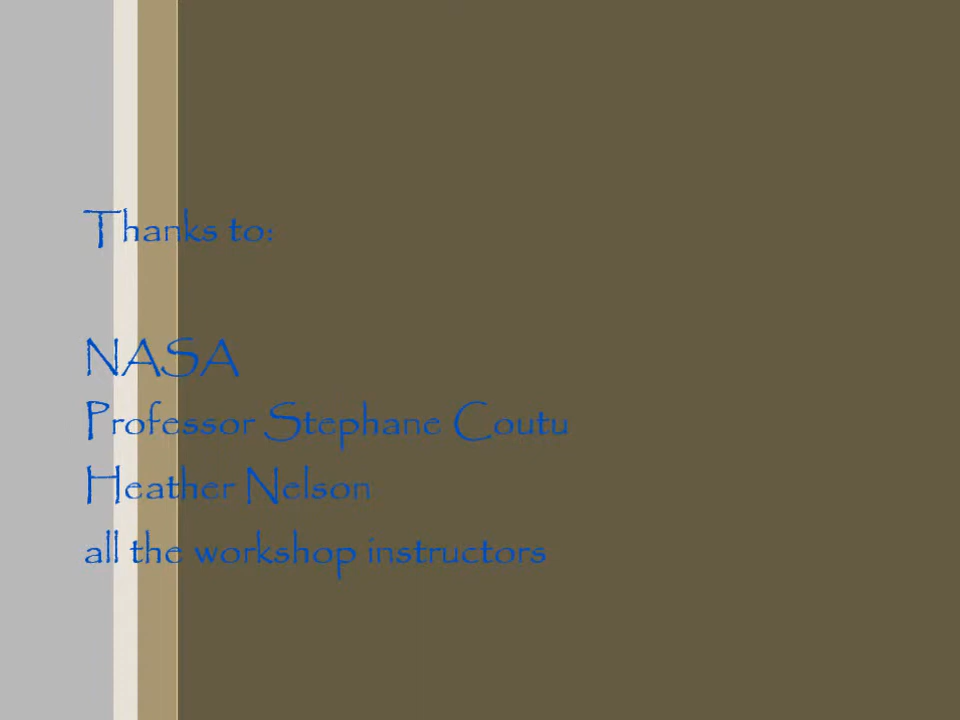 Thanks to:
NASA
Professor Stephane Coutu
Heather Nelson
all the workshop instructors